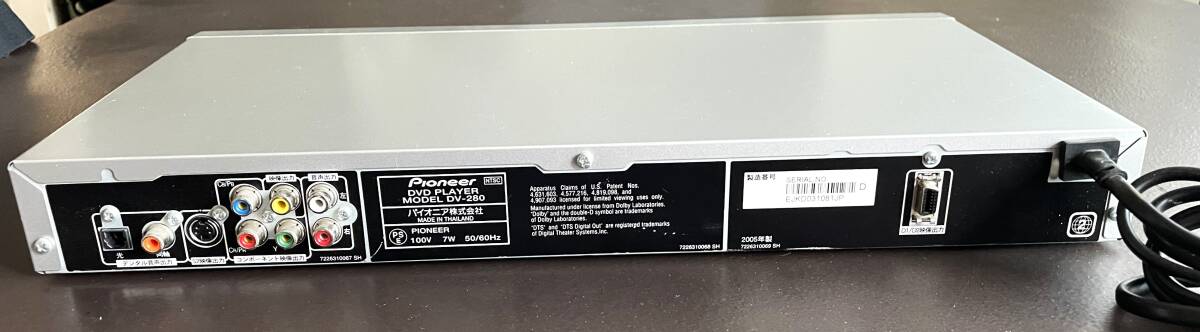 CB/PB
映像出力
音声出力
左
右
CR/PR
Y
光
同軸
デジタル音声出力
S2映像出力
コンポーネント映像出力
Pioneer
NTSC
DVD PLAYER
MODEL DV-280
パイオニア株式会社
MADE IN THAILAND
PS
E
PIONEER
100V 7W 50/60Hz
7226310067 SH
Apparatus Claims of U.S. Patent Nos.
4,631,603, 4,577,216, 4,819,098, and
4,907,093 licensed for limited viewing uses only.
Manufactured under license from Dolby Laboratories.
"Dolby" and the double-D symbol are trademarks
of Dolby Laboratories.
"DTS" and "DTS Digital Out" are registergd trademarks
of Digital Theater Systems,Inc.
7226310068 SH
製造番号
SERIAL NO.
D
EJKD031081JP
2005年製
7226310069 SH
D1/D2映像出力